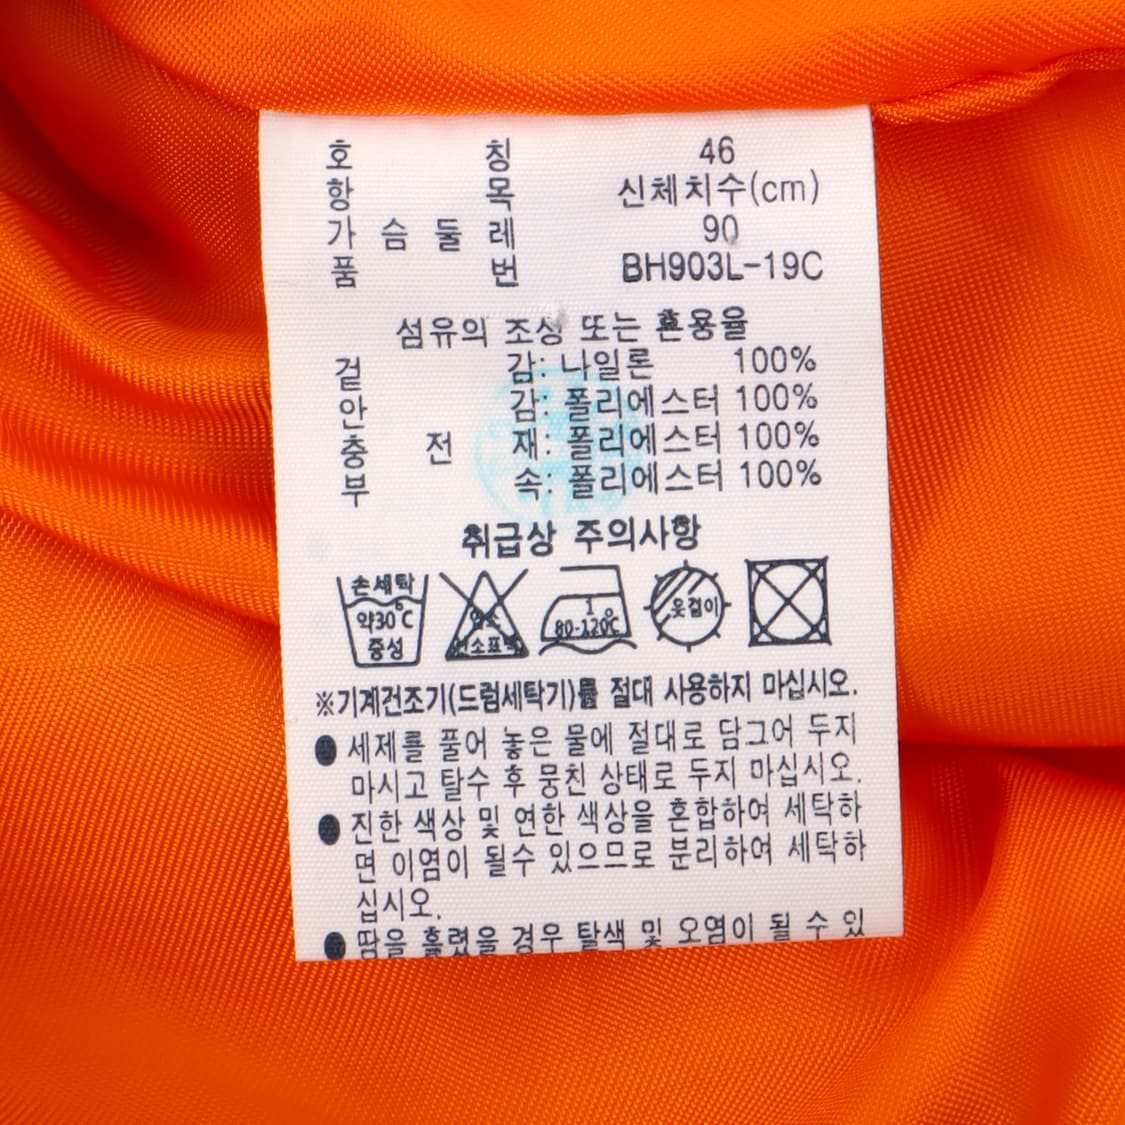 호 칭 46
항 목 신체치수(cm)
가 슴 둘 레 90
품 번 BH903L-19C
섬유의 조성 또는 혼용율
겉 감: 나일론 100%
안 감: 폴리에스터 100%
충 전 재: 폴리에스터 100%
부 속: 폴리에스터 100%
취급상 주의사항
손세탁
약30℃
중성
염소
산소표백
1
80-120℃
옷걸이
※기계건조기(드럼세탁기)를 절대 사용하지 마십시오.
● 세제를 풀어 놓은 물에 절대로 담그어 두지
마시고 탈수 후 뭉친 상태로 두지 마십시오.
● 진한 색상 및 연한 색상을 혼합하여 세탁하
면 이염이 될수 있으므로 분리하여 세탁하
십시오.
● 땀을 흘렸을 경우 탈색 및 오염이 될 수 있